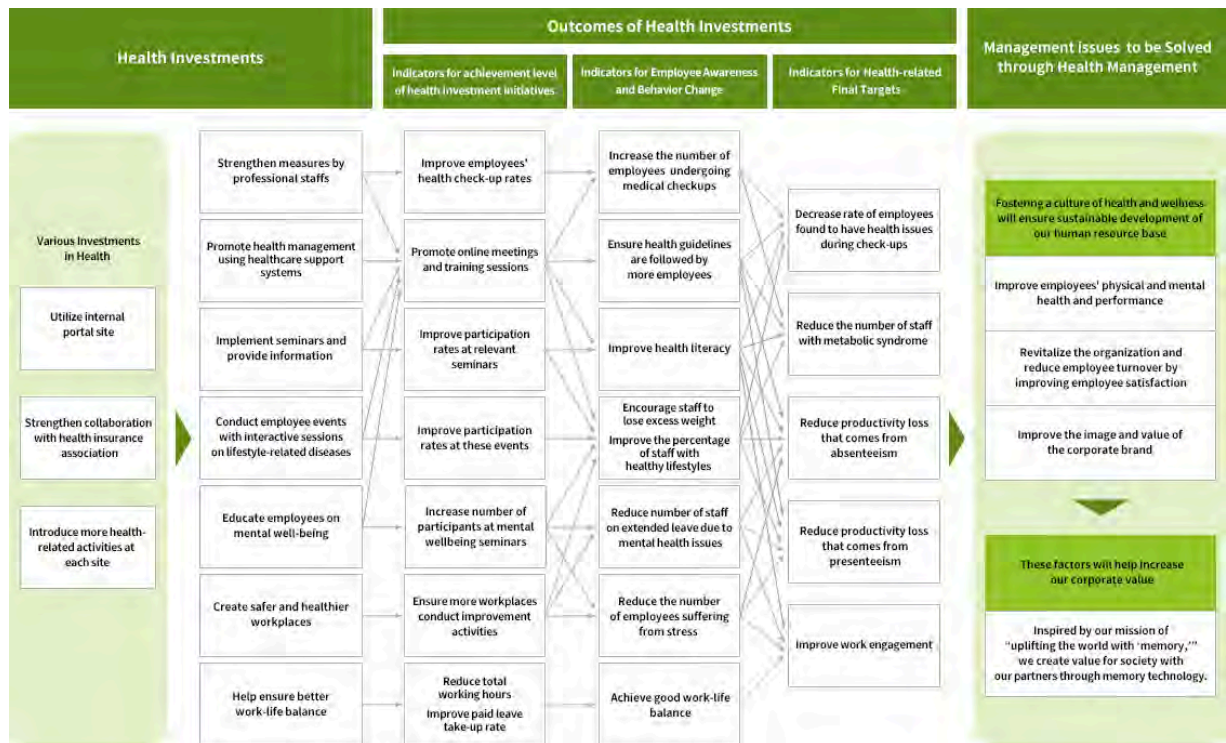 Health Investments
Outcomes of Health Investments
Indicators for achievement level
of health investment initiatives
Indicators for Employee Awareness
and Behavior Change
Indicators for Health-related
Final Targets
Management issues to be Solved
through Health Management
Various Investments
in Health
Utilize internal
portal site
Strengthen collaboration
with health insurance
association
Introduce more health-
related activities at
each site
Strengthen measures by
professional staffs
Promote health management
using healthcare support
systems
Implement seminars and
provide information
Conduct employee events
with interactive sessions
on lifestyle-related diseases
Educate employees on
mental well-being
Create safer and healthier
workplaces
Help ensure better
work-life balance
Improve employees'
health check-up rates
Promote online meetings
and training sessions
Improve participation
rates at relevant
seminars
Improve participation
rates at these events
Increase number of
participants at mental
wellbeing seminars
Ensure more workplaces
conduct improvement
activities
Reduce total
working hours
Improve paid leave
take-up rate
Increase the number of
employees undergoing
medical checkups
Ensure health guidelines
are followed by
more employees
Improve health literacy
Encourage staff to
lose excess weight
Improve the percentage
of staff with
healthy lifestyles
Reduce number of staff
on extended leave due to
mental health issues
Reduce the number
of employees suffering
from stress
Achieve good work-life
balance
Decrease rate of employees
found to have health issues
during check-ups
Reduce the number of staff
with metabolic syndrome
Reduce productivity loss
that comes from
absenteeism
Reduce productivity loss
that comes from
presenteeism
Improve work engagement
Fostering a culture of health and wellness
will ensure sustainable development of
our human resource base
Improve employees' physical and mental
health and performance
Revitalize the organization and
reduce employee turnover by
improving employee satisfaction
Improve the image and value of
the corporate brand
These factors will help increase
our corporate value
Inspired by our mission of
"uplifting the world with 'memory,'"
we create value for society with
our partners through memory technology.